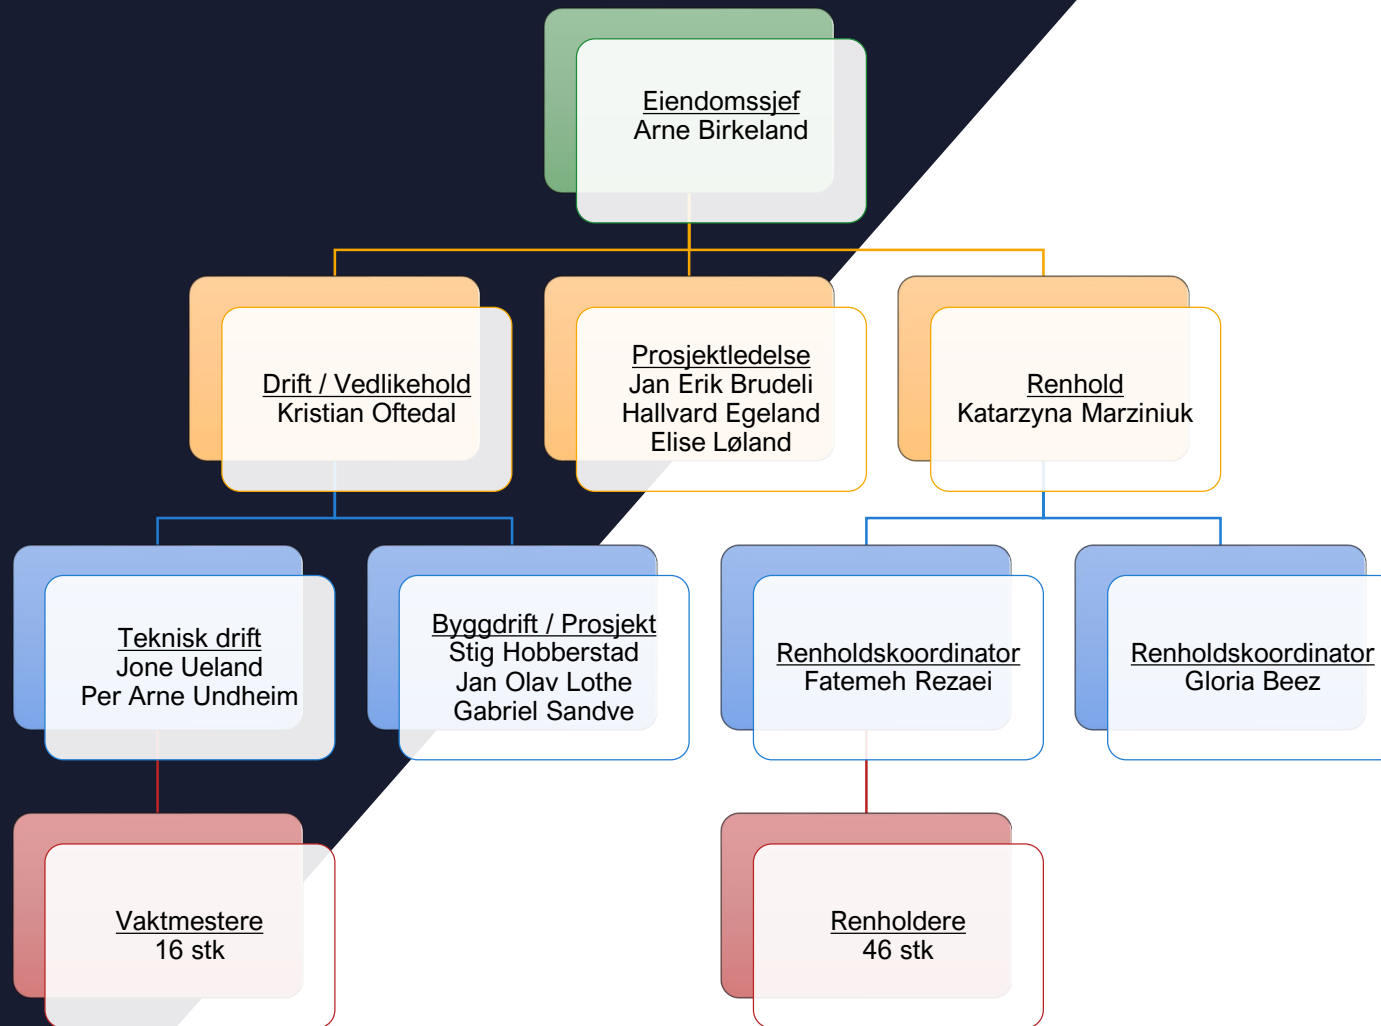 Eiendomssjef
Arne Birkeland
Drift / Vedlikehold
Kristian Oftedal
Prosjektledelse
Jan Erik Brudeli
Hallvard Egeland
Elise Løland
Renhold
Katarzyna Marziniuk
Teknisk drift
Jone Ueland
Per Arne Undheim
Byggdrift / Prosjekt
Stig Hobberstad
Jan Olav Lothe
Gabriel Sandve
Renholdskoordinator
Fatemeh Rezaei
Renholdskoordinator
Gloria Beez
Vaktmestere
16 stk
Renholdere
46 stk